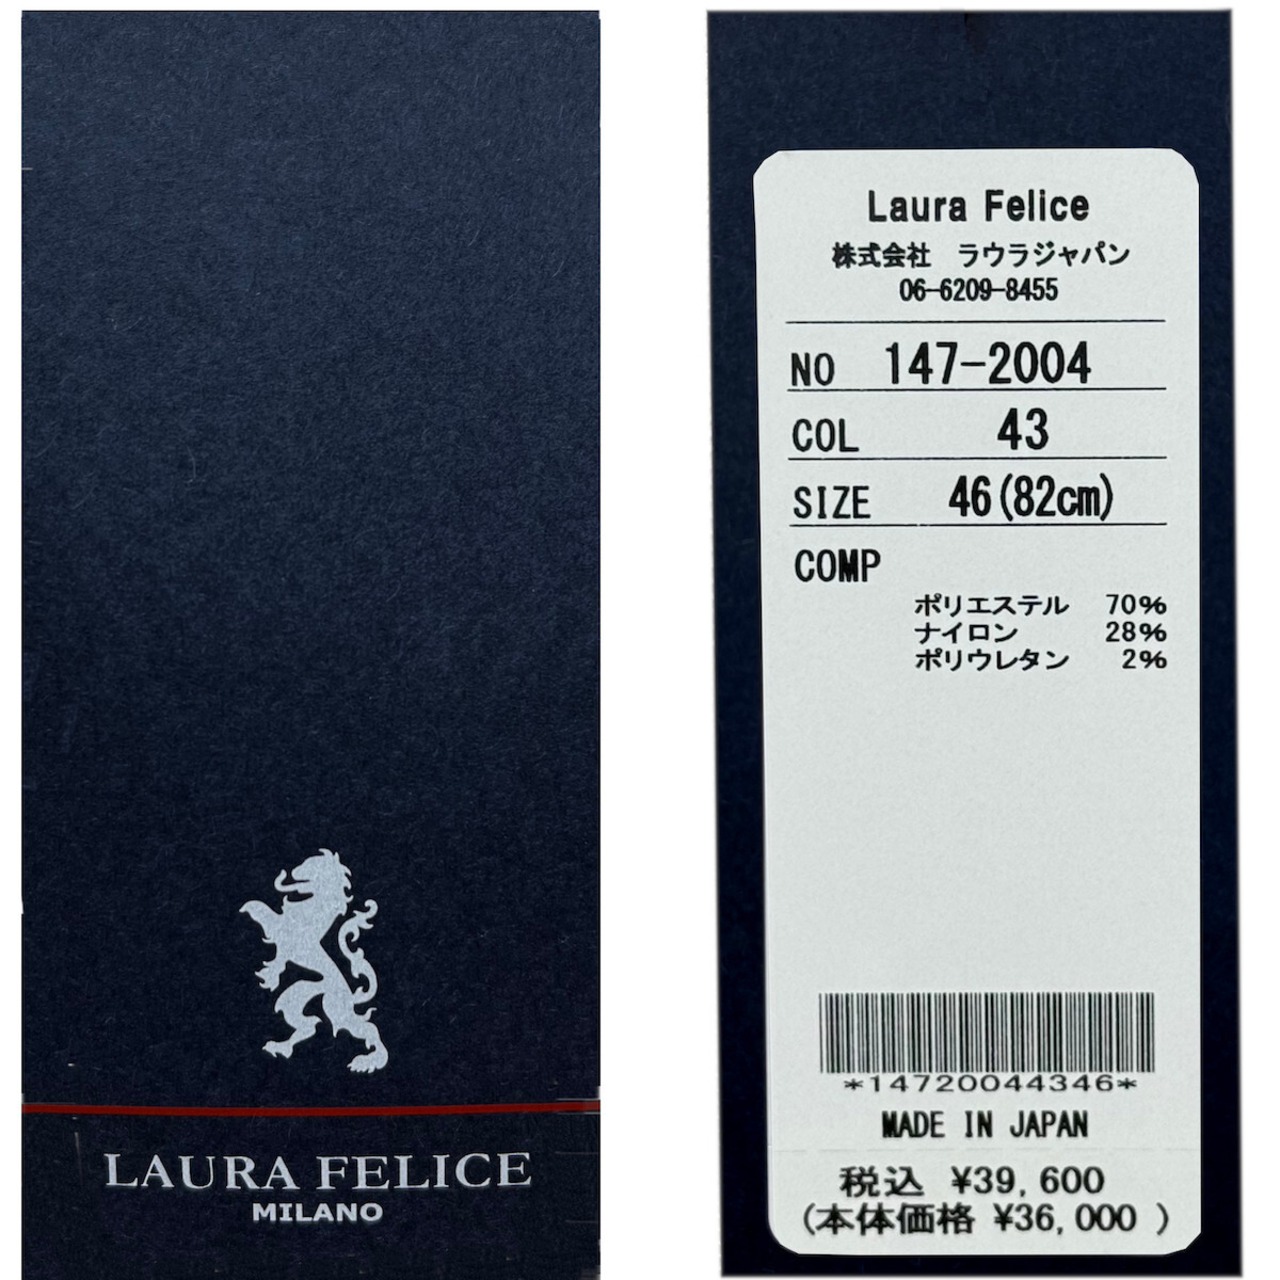 LAURA FELICE
MILANO
Laura Felice
株式会社　ラウラジャパン
06-6209-8455
NO 147-2004
COL 43
SIZE 46(82cm)
COMP
ポリエステル 70%
ナイロン 28%
ポリウレタン 2%
*14720044346*
MADE IN JAPAN
税込 ¥39,600
(本体価格 ¥36,000 )